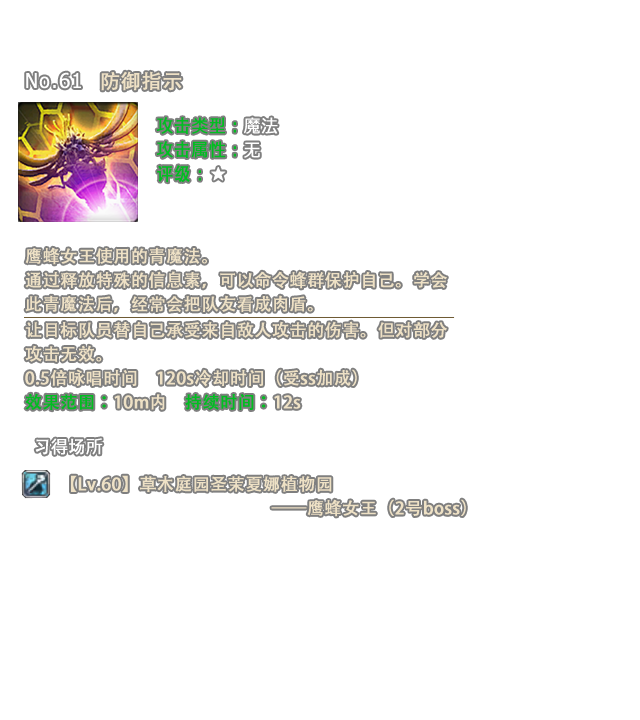 No.61 防御指示
攻击类型：魔法
攻击属性：无
评级：☆
鹰蜂女王使用的青魔法。
通过释放特殊的信息素，可以命令蜂群保护自己。学会
此青魔法后，经常会把队友看成肉盾。
让目标队员替自己承受来自敌人攻击的伤害。但对部分
攻击无效。
0.5倍咏唱时间 120s冷却时间（受ss加成）
效果范围：10m内 持续时间：12s
习得场所
【Lv.60】草木庭园圣茉夏娜植物园
——鹰蜂女王（2号boss）